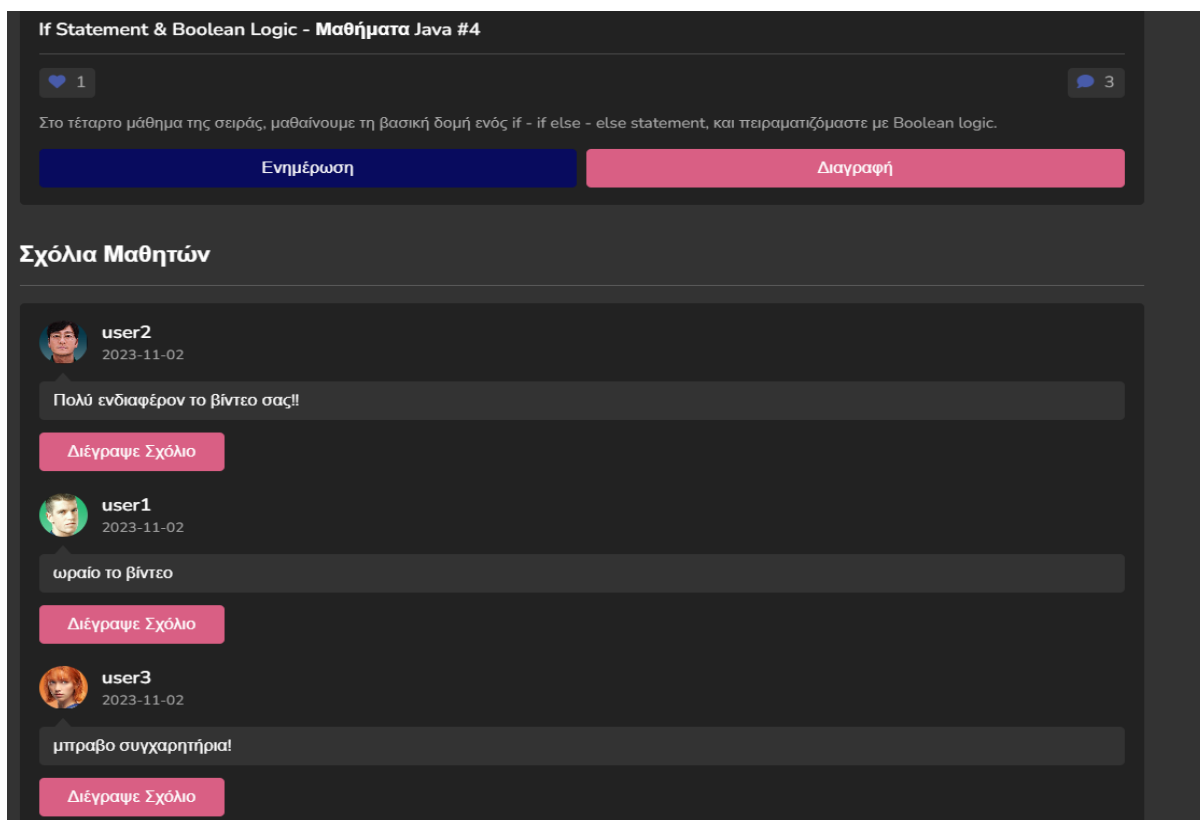 If Statement & Boolean Logic - Μαθήματα Java #4
1
3
Στο τέταρτο μάθημα της σειράς, μαθαίνουμε τη βασική δομή ενός if - if else - else statement, και πειραματιζόμαστε με Boolean logic.
Ενημέρωση
Διαγραφή
Σχόλια Μαθητών
user2
2023-11-02
Πολύ ενδιαφέρον το βίντεο σας!!
Διέγραψε Σχόλιο
user1
2023-11-02
ωραίο το βίντεο
Διέγραψε Σχόλιο
user3
2023-11-02
μπραβο συγχαρητήρια!
Διέγραψε Σχόλιο